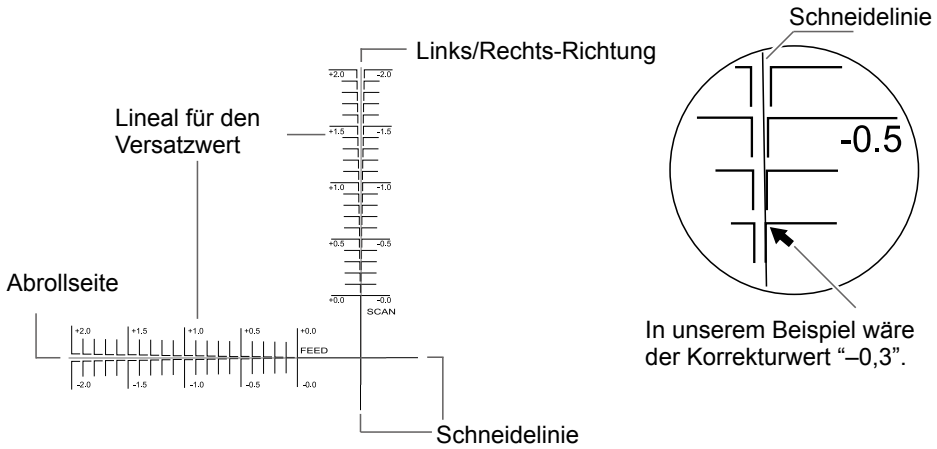 Schneidelinie
Links/Rechts-Richtung
+2.0 -2.0
Lineal für den
Versatzwert
+1.5 -1.5
-0.5
+1.0 -1.0
+0.5 -0.5
Abrollseite
+0.0 -0.0
SCAN
+2.0 +1.5 +1.0 +0.5 +0.0
FEED
-2.0 -1.5 -1.0 -0.5 -0.0
In unserem Beispiel wäre
der Korrekturwert “–0,3”.
Schneidelinie